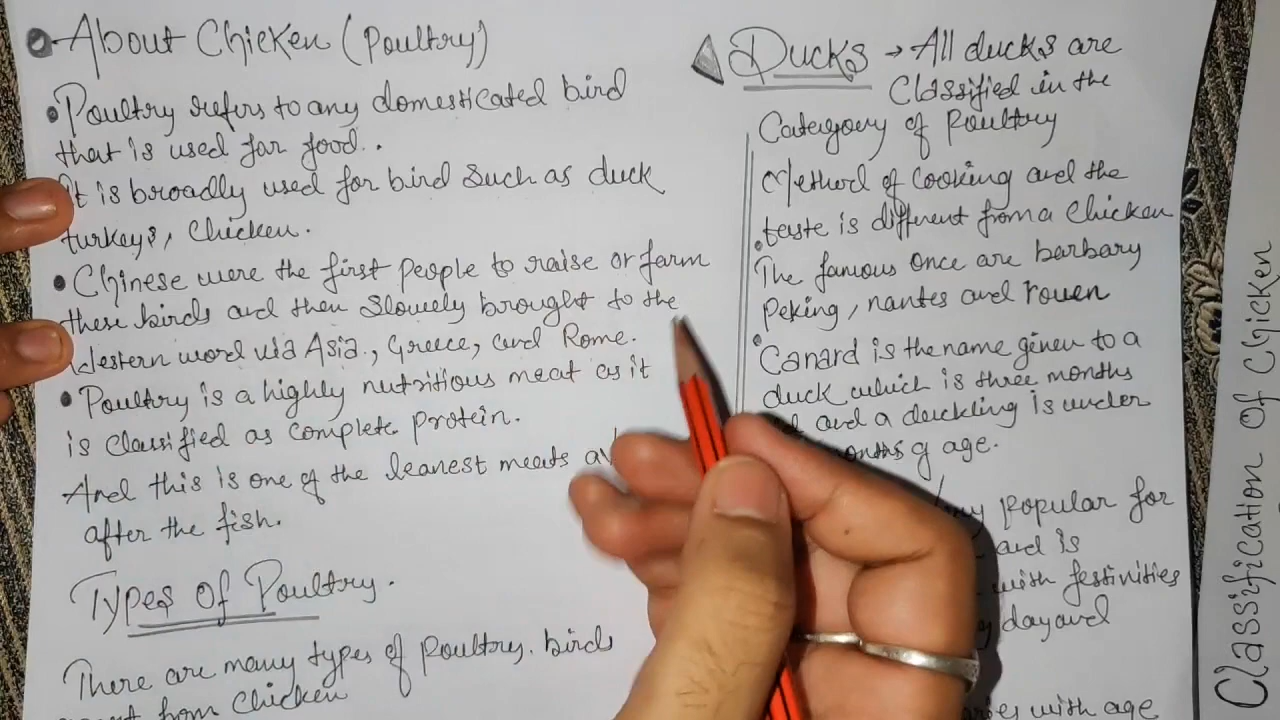 About Chicken (Poultry)
Poultry refers to any domesticated bird
that is used for food..
It is broadly used for bird such as duck
turkeys, Chicken.
Chinese were the first people to raise or farm
these birds and then slowely brought to the
Western word via Asia., Greece, and Rome.
Poultry is a highly nutritious meat as it
is classified as complete protein.
And this is one of the leanest meats
after the fish.
Types Of Poultry.
There are many types of Poultry. birds
from Chicken
Ducks → All ducks are
Classified in the
Category of Poultry
Method of Cooking and the
taste is different from a Chicken
The famous once are barbary
Peking, nantes and rouen
Canard is the name given to a
duck which is three months
and a duckling is under
months of age.
popular for
and is
with festinities
day and
with age
Classification Of Chicken